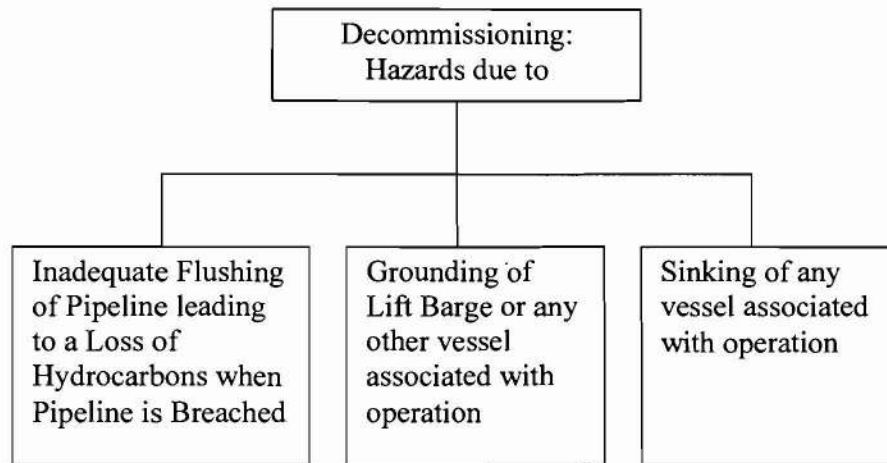 Decommissioning:
Hazards due to
Inadequate Flushing
of Pipeline leading
to a Loss of
Hydrocarbons when
Pipeline is Breached
Grounding of
Lift Barge or any
other vessel
associated with
operation
Sinking of any
vessel associated
with operation